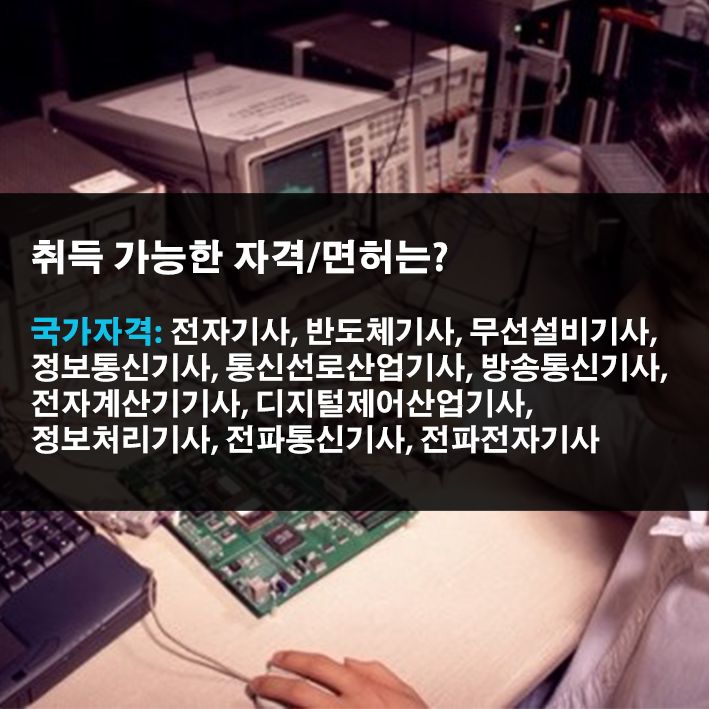 취득 가능한 자격/면허는?
국가자격: 전자기사, 반도체기사, 무선설비기사,
정보통신기사, 통신선로산업기사, 방송통신기사,
전자계산기기사, 디지털제어산업기사,
정보처리기사, 전파통신기사, 전파전자기사